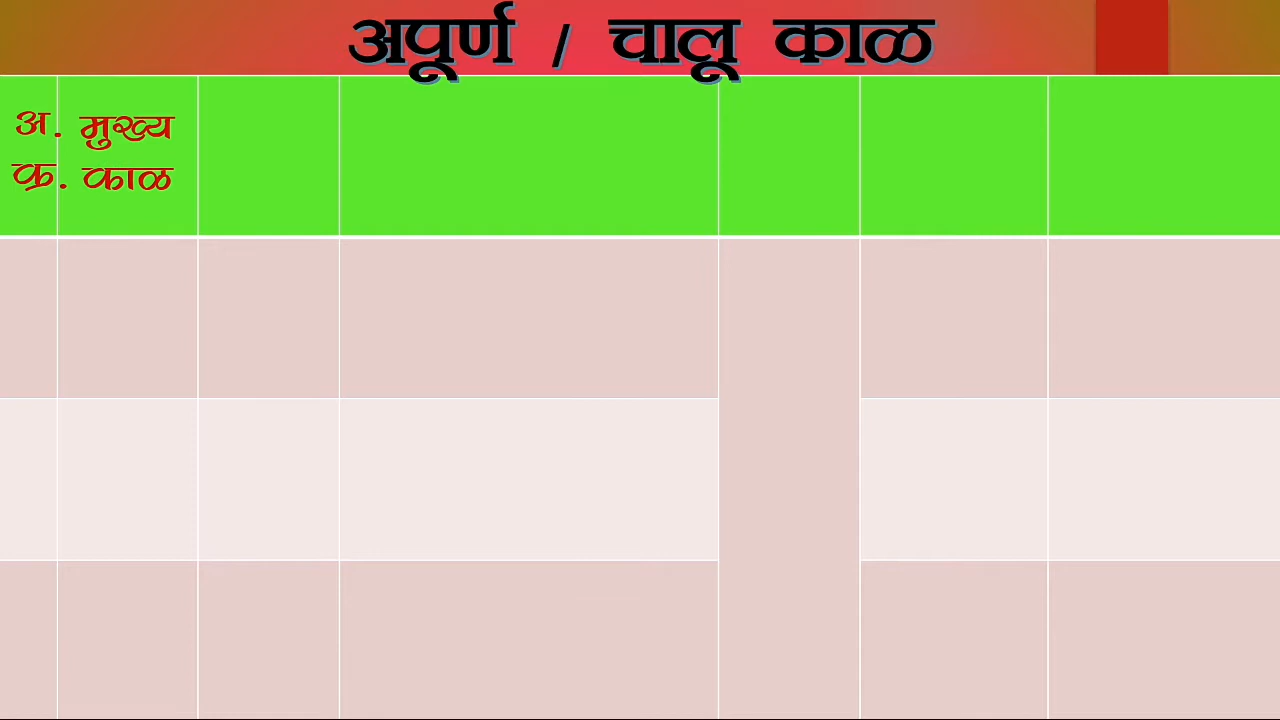 अपूर्ण / चालू काळ
अ. मुख्य
क्र. काळ